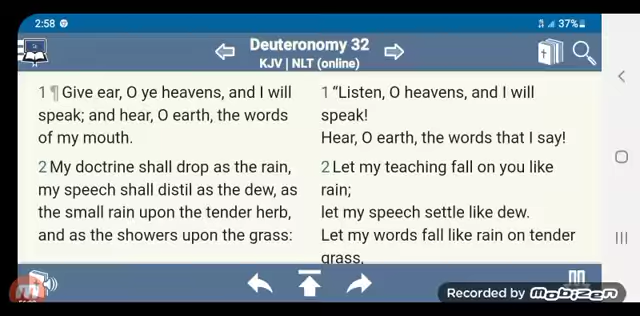 2:58
37%
Deuteronomy 32
KJV | NLT (online)
1 ¶ Give ear, O ye heavens, and I will
speak; and hear, O earth, the words
of my mouth.
2 My doctrine shall drop as the rain,
my speech shall distil as the dew, as
the small rain upon the tender herb,
and as the showers upon the grass:
1 “Listen, O heavens, and I will
speak!
Hear, O earth, the words that I say!
2 Let my teaching fall on you like
rain;
let my speech settle like dew.
Let my words fall like rain on tender
grass,
Recorded by Mobizen